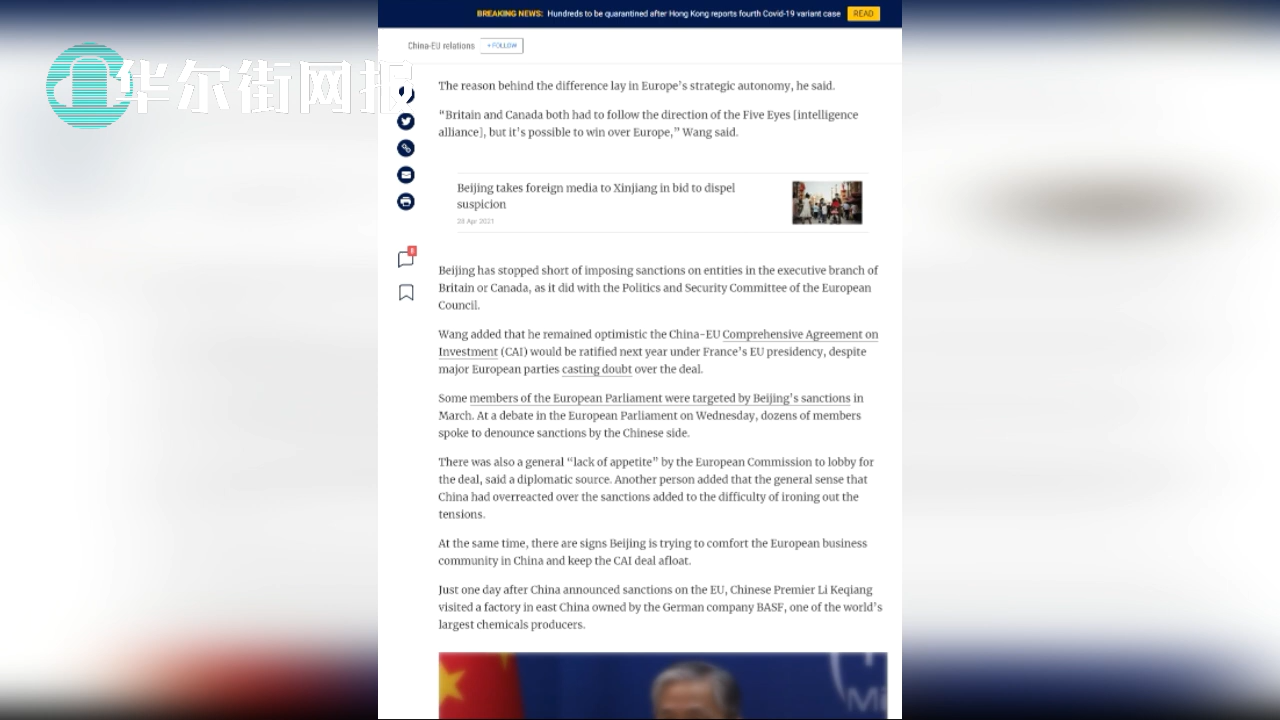 BREAKING NEWS: Hundreds to be quarantined after Hong Kong reports fourth Covid-19 variant case READ
China-EU relations + FOLLOW
华尔街网报
The reason behind the difference lay in Europe's strategic autonomy, he said.
“Britain and Canada both had to follow the direction of the Five Eyes [intelligence
alliance], but it's possible to win over Europe,” Wang said.
Beijing takes foreign media to Xinjiang in bid to dispel
suspicion
28 Apr 2021
8
Beijing has stopped short of imposing sanctions on entities in the executive branch of
Britain or Canada, as it did with the Politics and Security Committee of the European
Council.
Wang added that he remained optimistic the China-EU Comprehensive Agreement on
Investment (CAI) would be ratified next year under France's EU presidency, despite
major European parties casting doubt over the deal.
Some members of the European Parliament were targeted by Beijing's sanctions in
March. At a debate in the European Parliament on Wednesday, dozens of members
spoke to denounce sanctions by the Chinese side.
There was also a general “lack of appetite” by the European Commission to lobby for
the deal, said a diplomatic source. Another person added that the general sense that
China had overreacted over the sanctions added to the difficulty of ironing out the
tensions.
At the same time, there are signs Beijing is trying to comfort the European business
community in China and keep the CAI deal afloat.
Just one day after China announced sanctions on the EU, Chinese Premier Li Keqiang
visited a factory in east China owned by the German company BASF, one of the world's
largest chemicals producers.